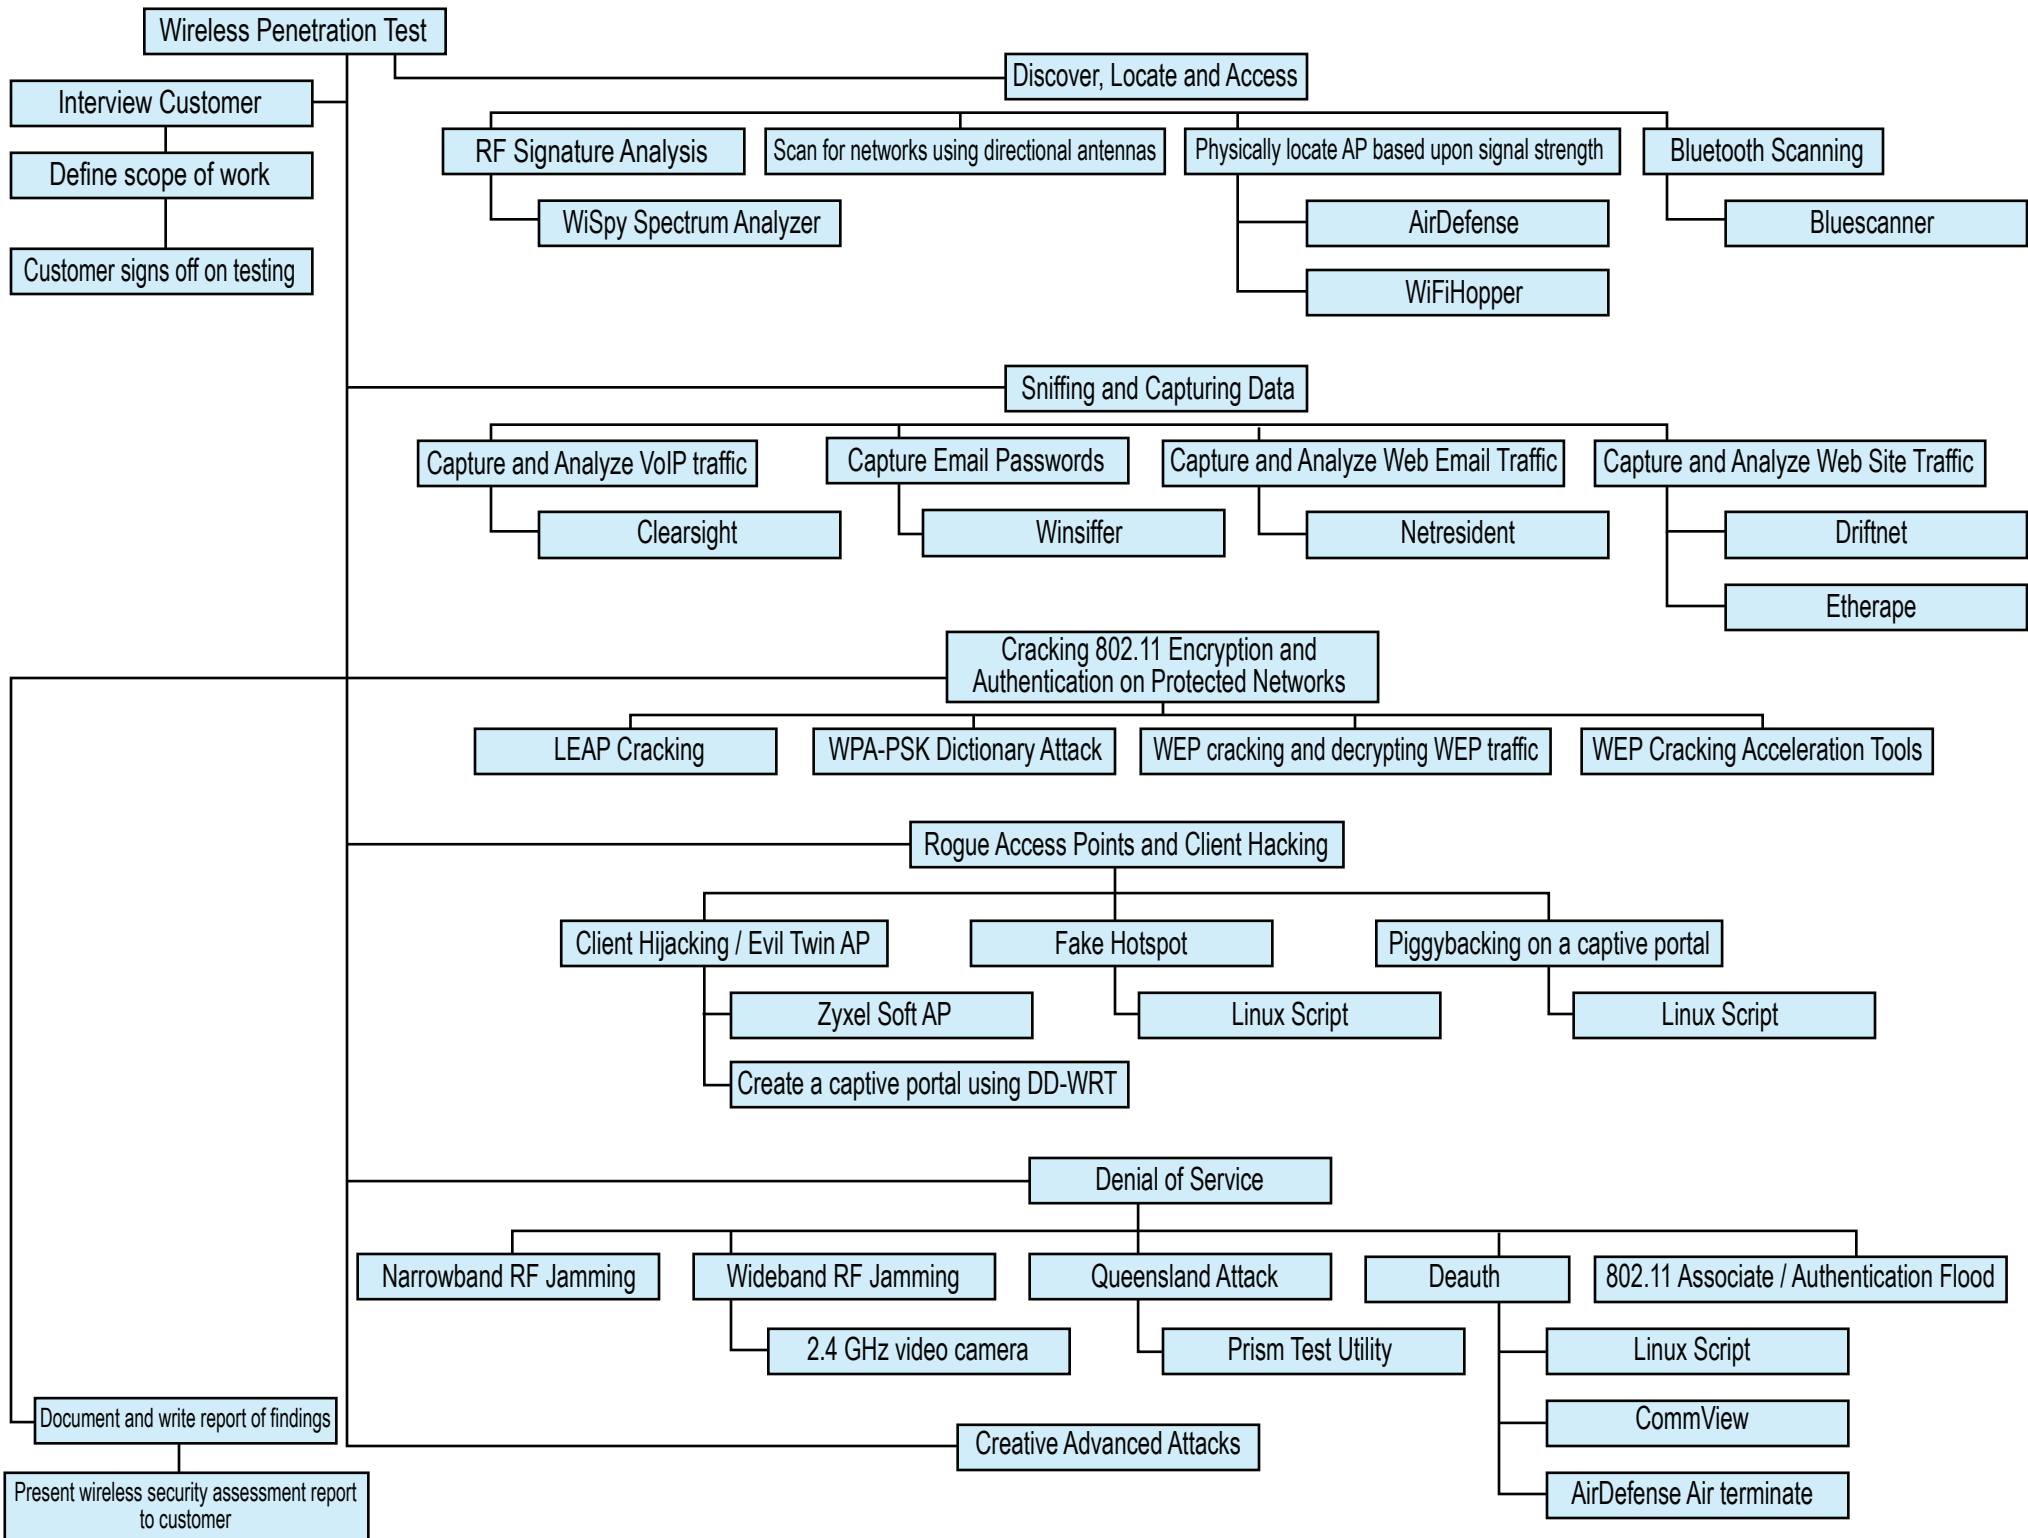 Wireless Penetration Test
Interview Customer
Define scope of work
Customer signs off on testing
Discover, Locate and Access
RF Signature Analysis
Scan for networks using directional antennas
Physically locate AP based upon signal strength
Bluetooth Scanning
WiSpy Spectrum Analyzer
AirDefense
Bluescanner
WiFiHopper
Sniffing and Capturing Data
Capture and Analyze VoIP traffic
Capture Email Passwords
Capture and Analyze Web Email Traffic
Capture and Analyze Web Site Traffic
Clearsight
Winsiffer
Netresident
Driftnet
Etherape
Cracking 802.11 Encryption and
Authentication on Protected Networks
LEAP Cracking
WPA-PSK Dictionary Attack
WEP cracking and decrypting WEP traffic
WEP Cracking Acceleration Tools
Rogue Access Points and Client Hacking
Client Hijacking / Evil Twin AP
Fake Hotspot
Piggybacking on a captive portal
Zyxel Soft AP
Linux Script
Linux Script
Create a captive portal using DD-WRT
Denial of Service
Narrowband RF Jamming
Wideband RF Jamming
Queensland Attack
Deauth
802.11 Associate / Authentication Flood
2.4 GHz video camera
Prism Test Utility
Linux Script
CommView
AirDefense Air terminate
Creative Advanced Attacks
Document and write report of findings
Present wireless security assessment report
to customer